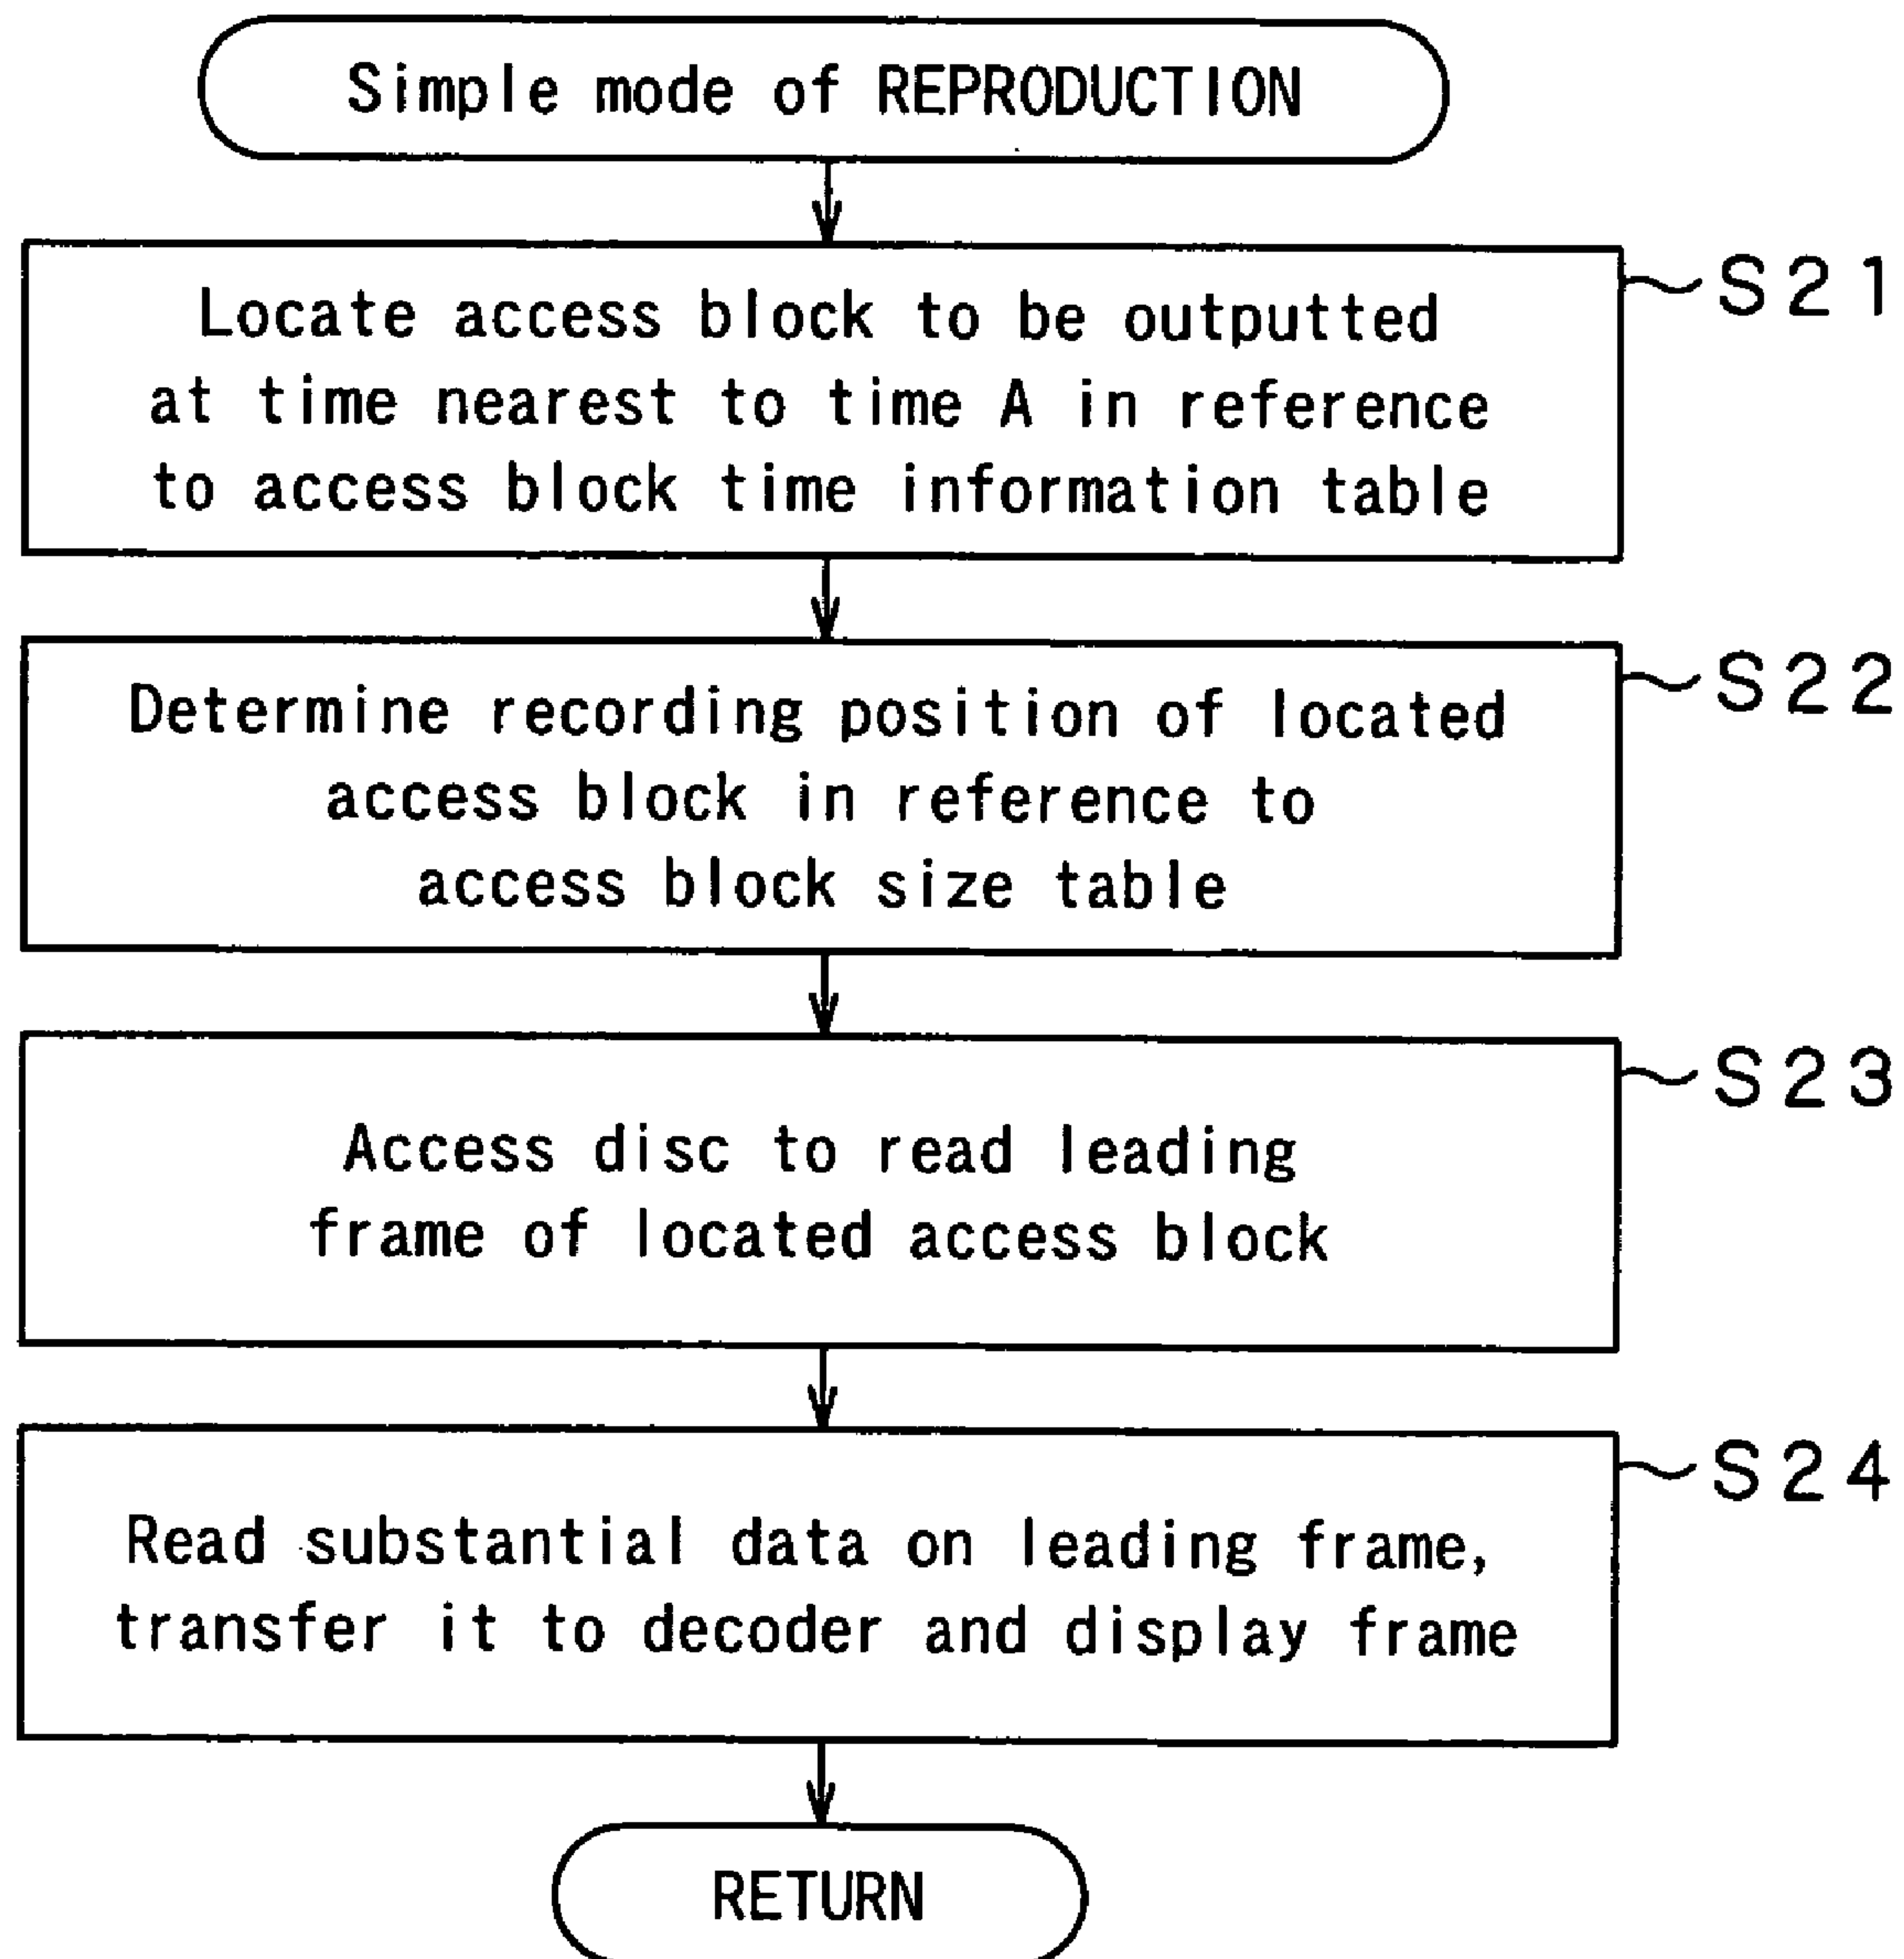 Simple mode of REPRODUCTION
Locate access block to be outputted
at time nearest to time A in reference
to access block time information table
S21
Determine recording position of located
access block in reference to
access block size table
S22
Access disc to read leading
frame of located access block
S23
Read substantial data on leading frame,
transfer it to decoder and display frame
S24
RETURN